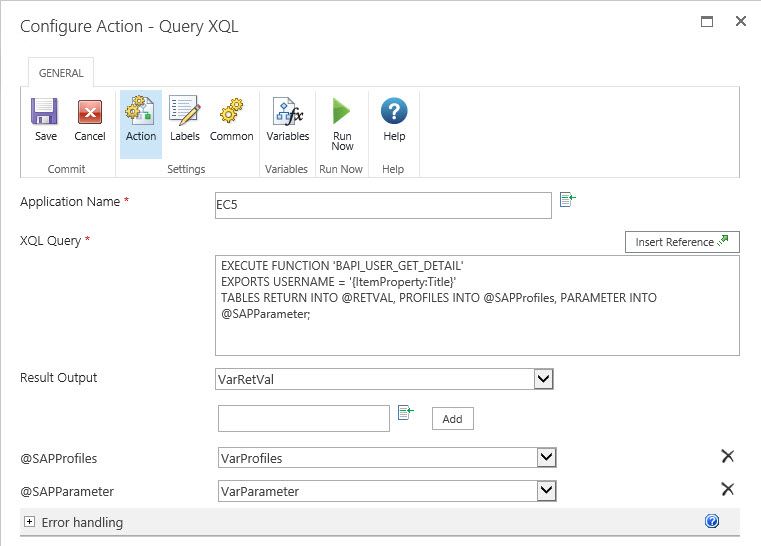 Configure Action - Query XQL
GENERAL
Save
Cancel
Action
Labels
Common
Variables
Run
Now
Help
Commit
Settings
Variables
Run Now
Help
Application Name *
EC5
XQL Query *
Insert Reference
EXECUTE FUNCTION 'BAPI_USER_GET_DETAIL'
EXPORTS USERNAME = '{ItemProperty:Title}'
TABLES RETURN INTO @RETVAL, PROFILES INTO @SAPProfiles, PARAMETER INTO
@SAPParameter;
Result Output
VarRetVal
Add
@SAPProfiles
VarProfiles
@SAPParameter
VarParameter
Error handling